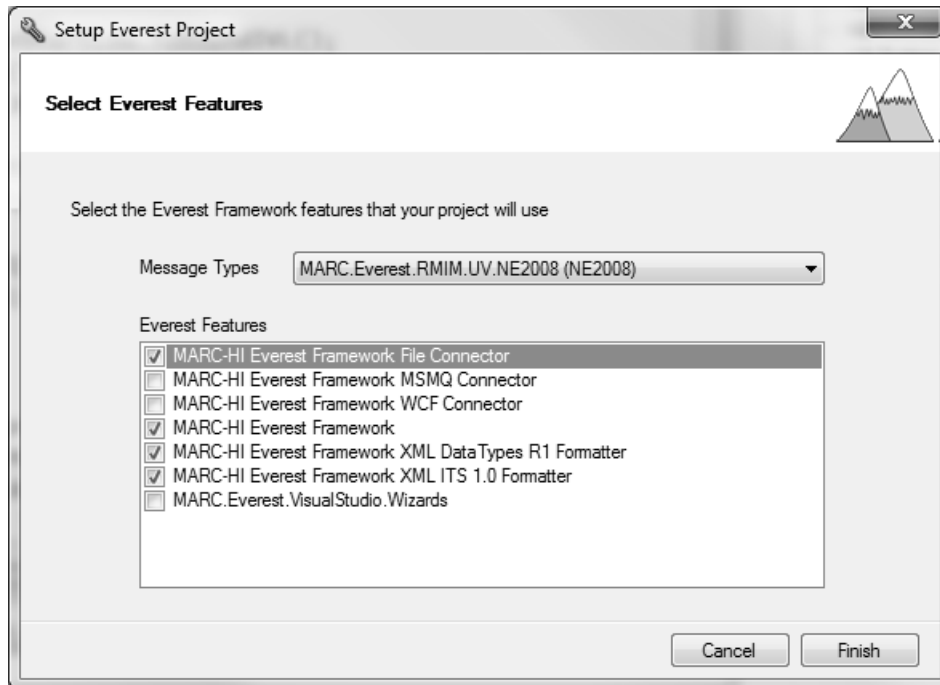 Setup Everest Project
Select Everest Features
Select the Everest Framework features that your project will use
Message Types MARC.Everest.RMIM.UV.NE2008 (NE2008)
Everest Features
MARC-HI Everest Framework File Connector
MARC-HI Everest Framework MSMQ Connector
MARC-HI Everest Framework WCF Connector
MARC-HI Everest Framework
MARC-HI Everest Framework XML DataTypes R1 Formatter
MARC-HI Everest Framework XML ITS 1.0 Formatter
MARC.Everest.VisualStudio.Wizards
Cancel Finish